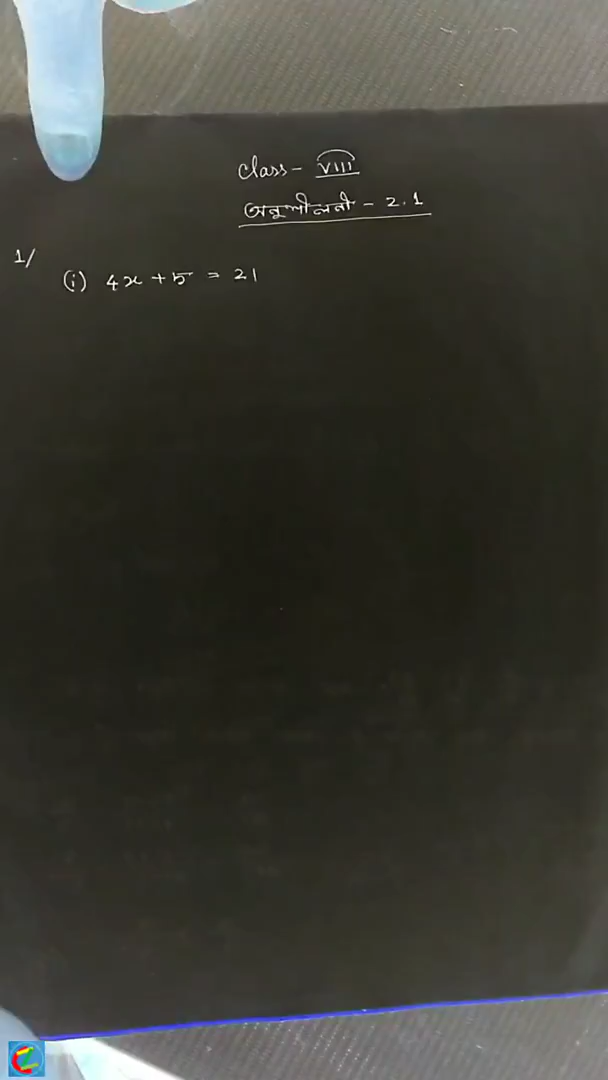 Class - VIII
অনুশীলনী - 2.1
1/
(i) 4x + 5 = 21